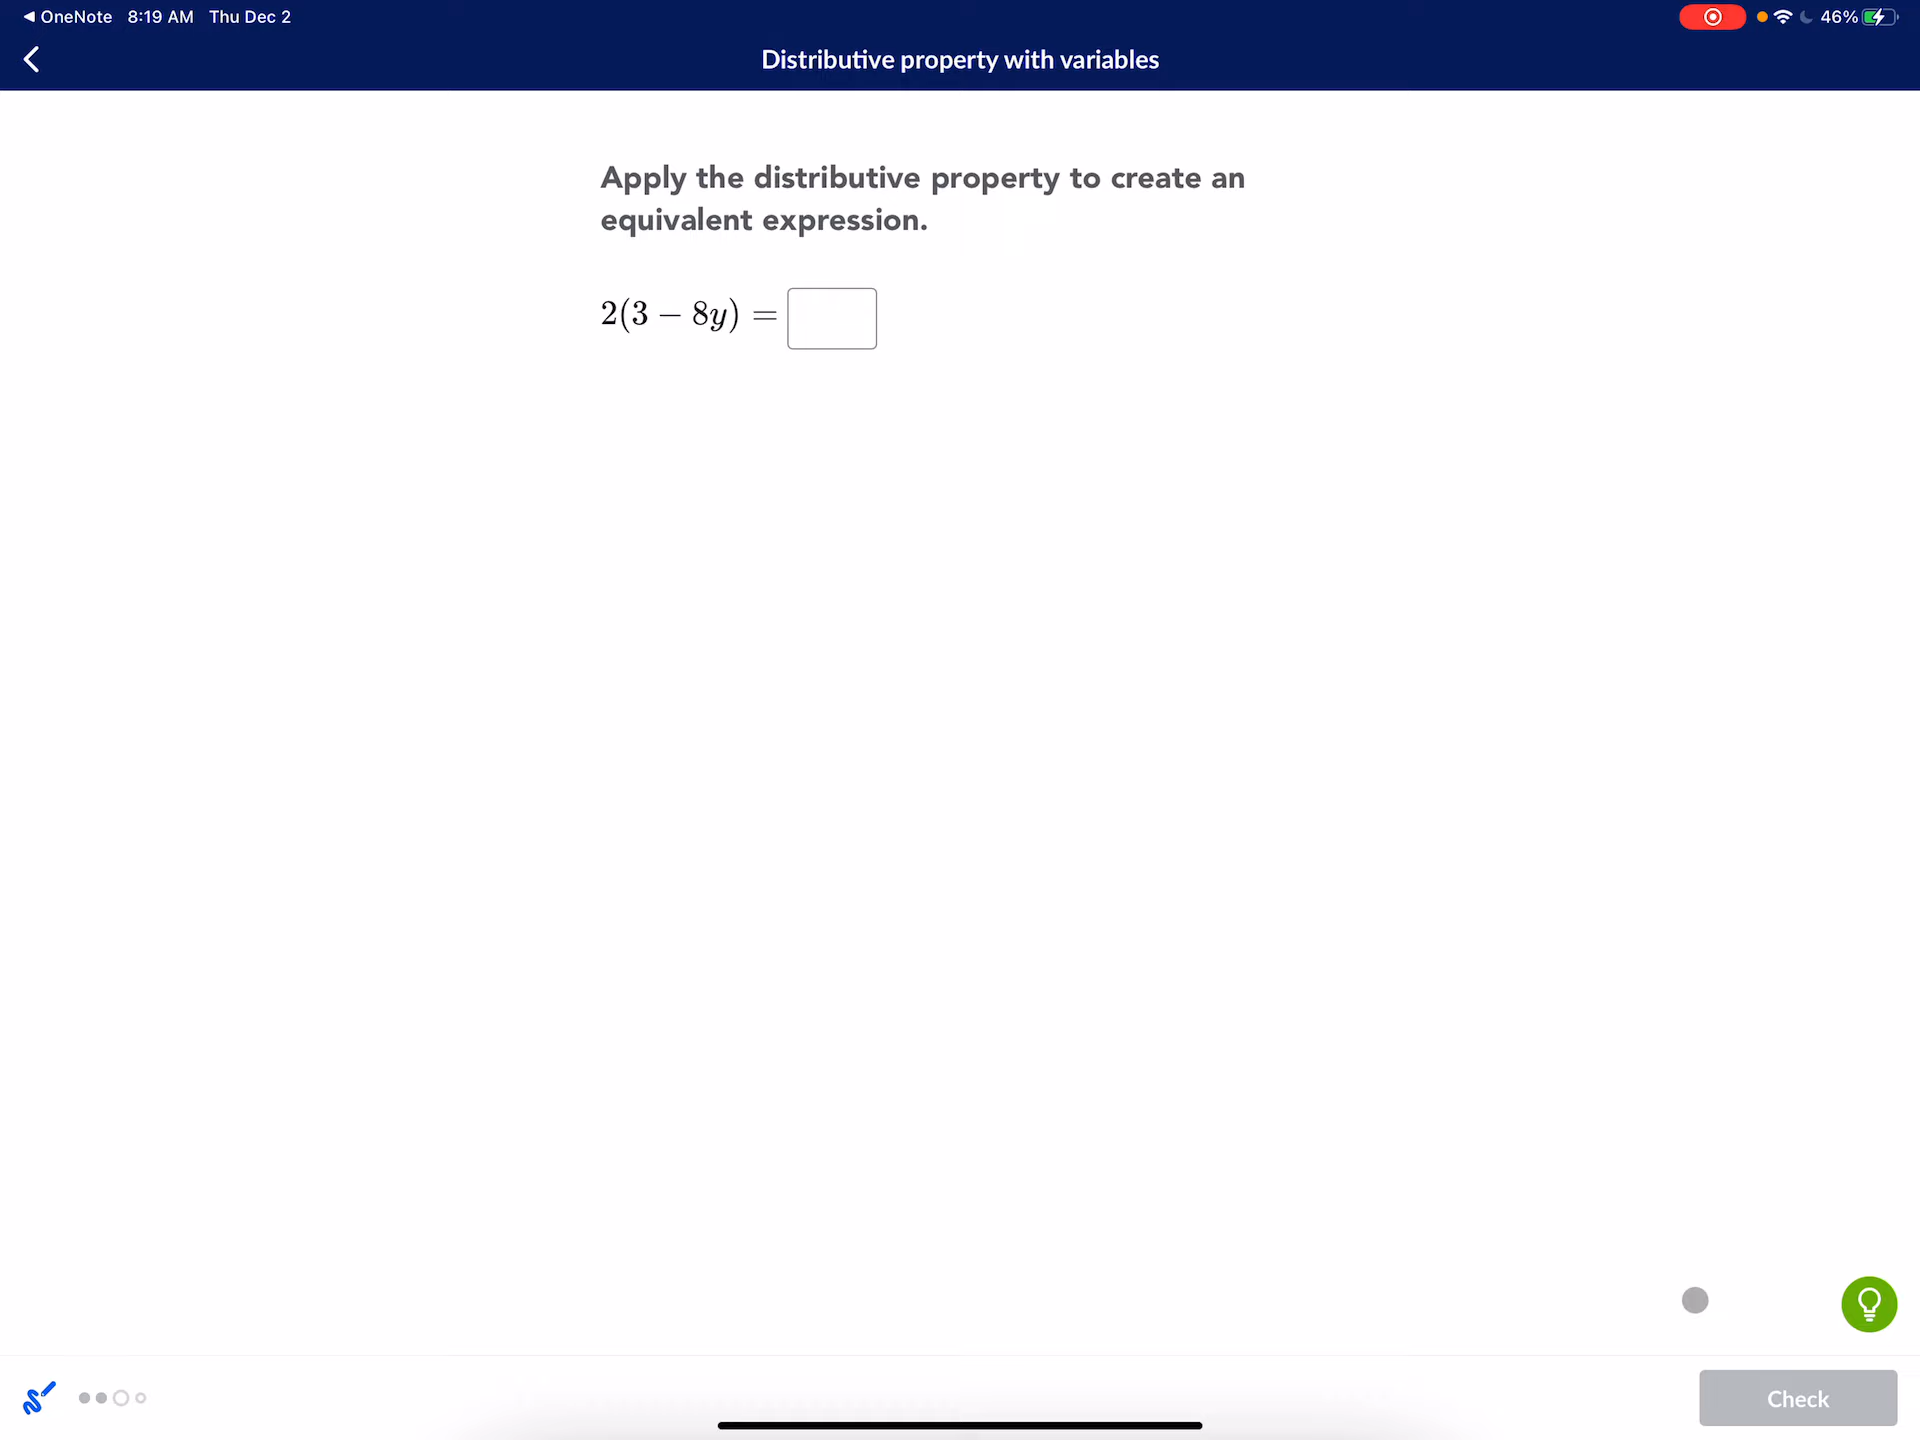 ◀ OneNote 8:19 AM Thu Dec 2 46%
Distributive property with variables
Apply the distributive property to create an
equivalent expression.
2(3 – 8y) =
Check